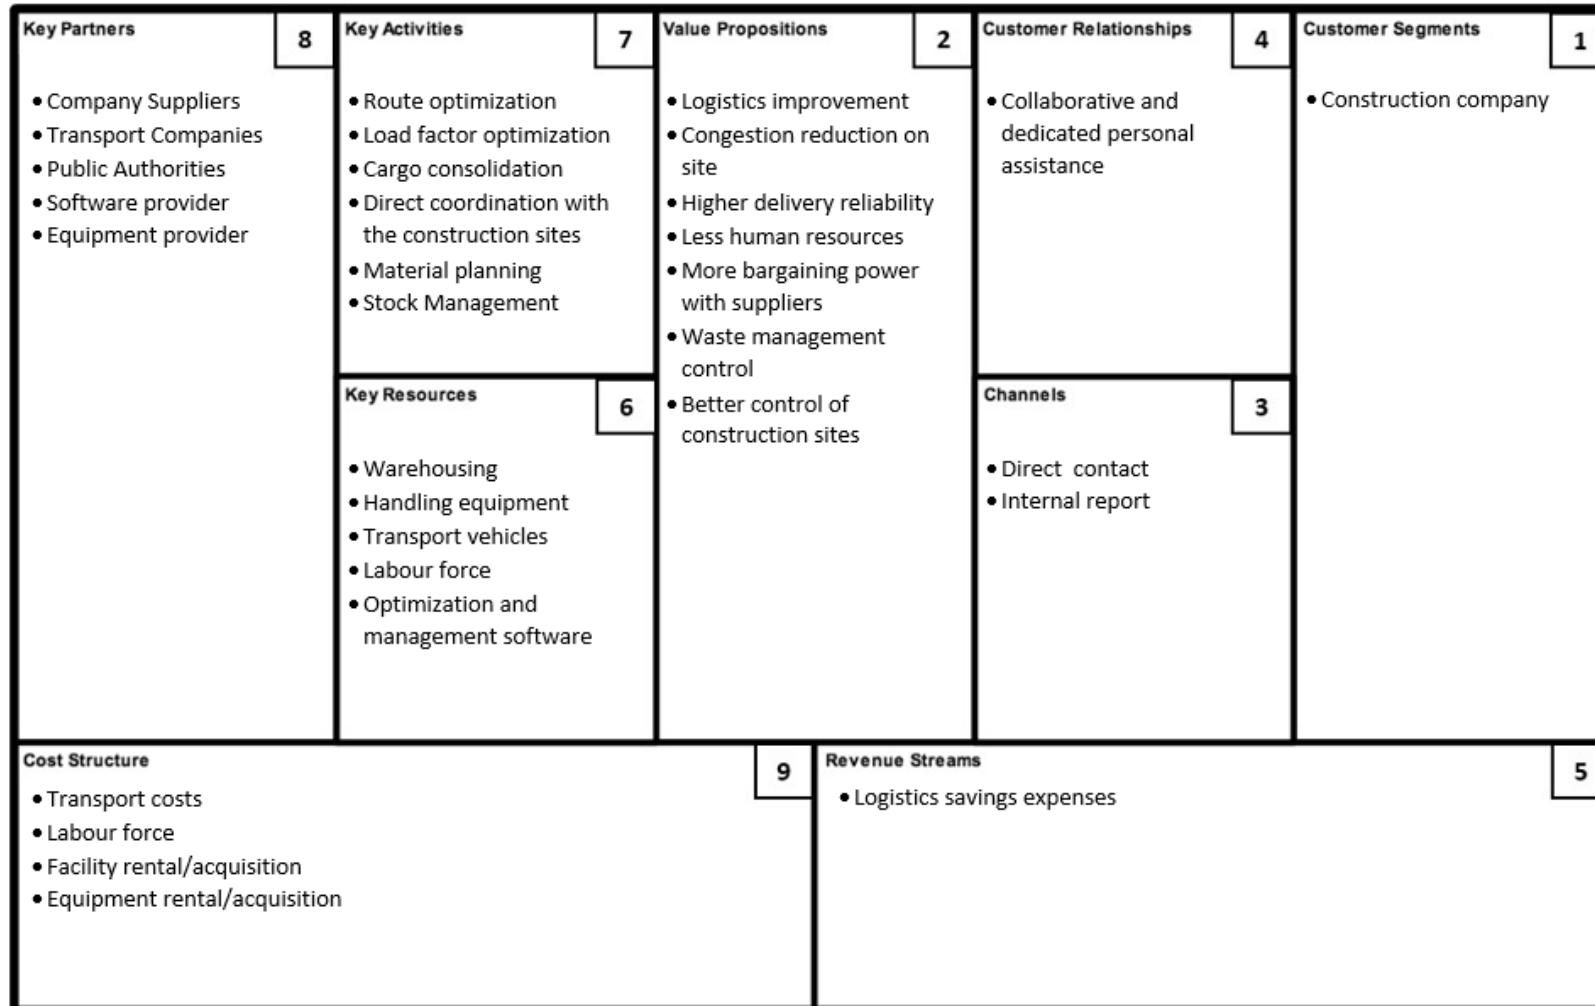 Key Partners
8
• Company Suppliers
• Transport Companies
• Public Authorities
• Software provider
• Equipment provider
Key Activities
7
• Route optimization
• Load factor optimization
• Cargo consolidation
• Direct coordination with
the construction sites
• Material planning
• Stock Management
Key Resources
6
• Warehousing
• Handling equipment
• Transport vehicles
• Labour force
• Optimization and
management software
Value Propositions
2
• Logistics improvement
• Congestion reduction on
site
• Higher delivery reliability
• Less human resources
• More bargaining power
with suppliers
• Waste management
control
• Better control of
construction sites
Customer Relationships
4
• Collaborative and
dedicated personal
assistance
Channels
3
• Direct contact
• Internal report
Customer Segments
1
• Construction company
Cost Structure
9
• Transport costs
• Labour force
• Facility rental/acquisition
• Equipment rental/acquisition
Revenue Streams
5
• Logistics savings expenses